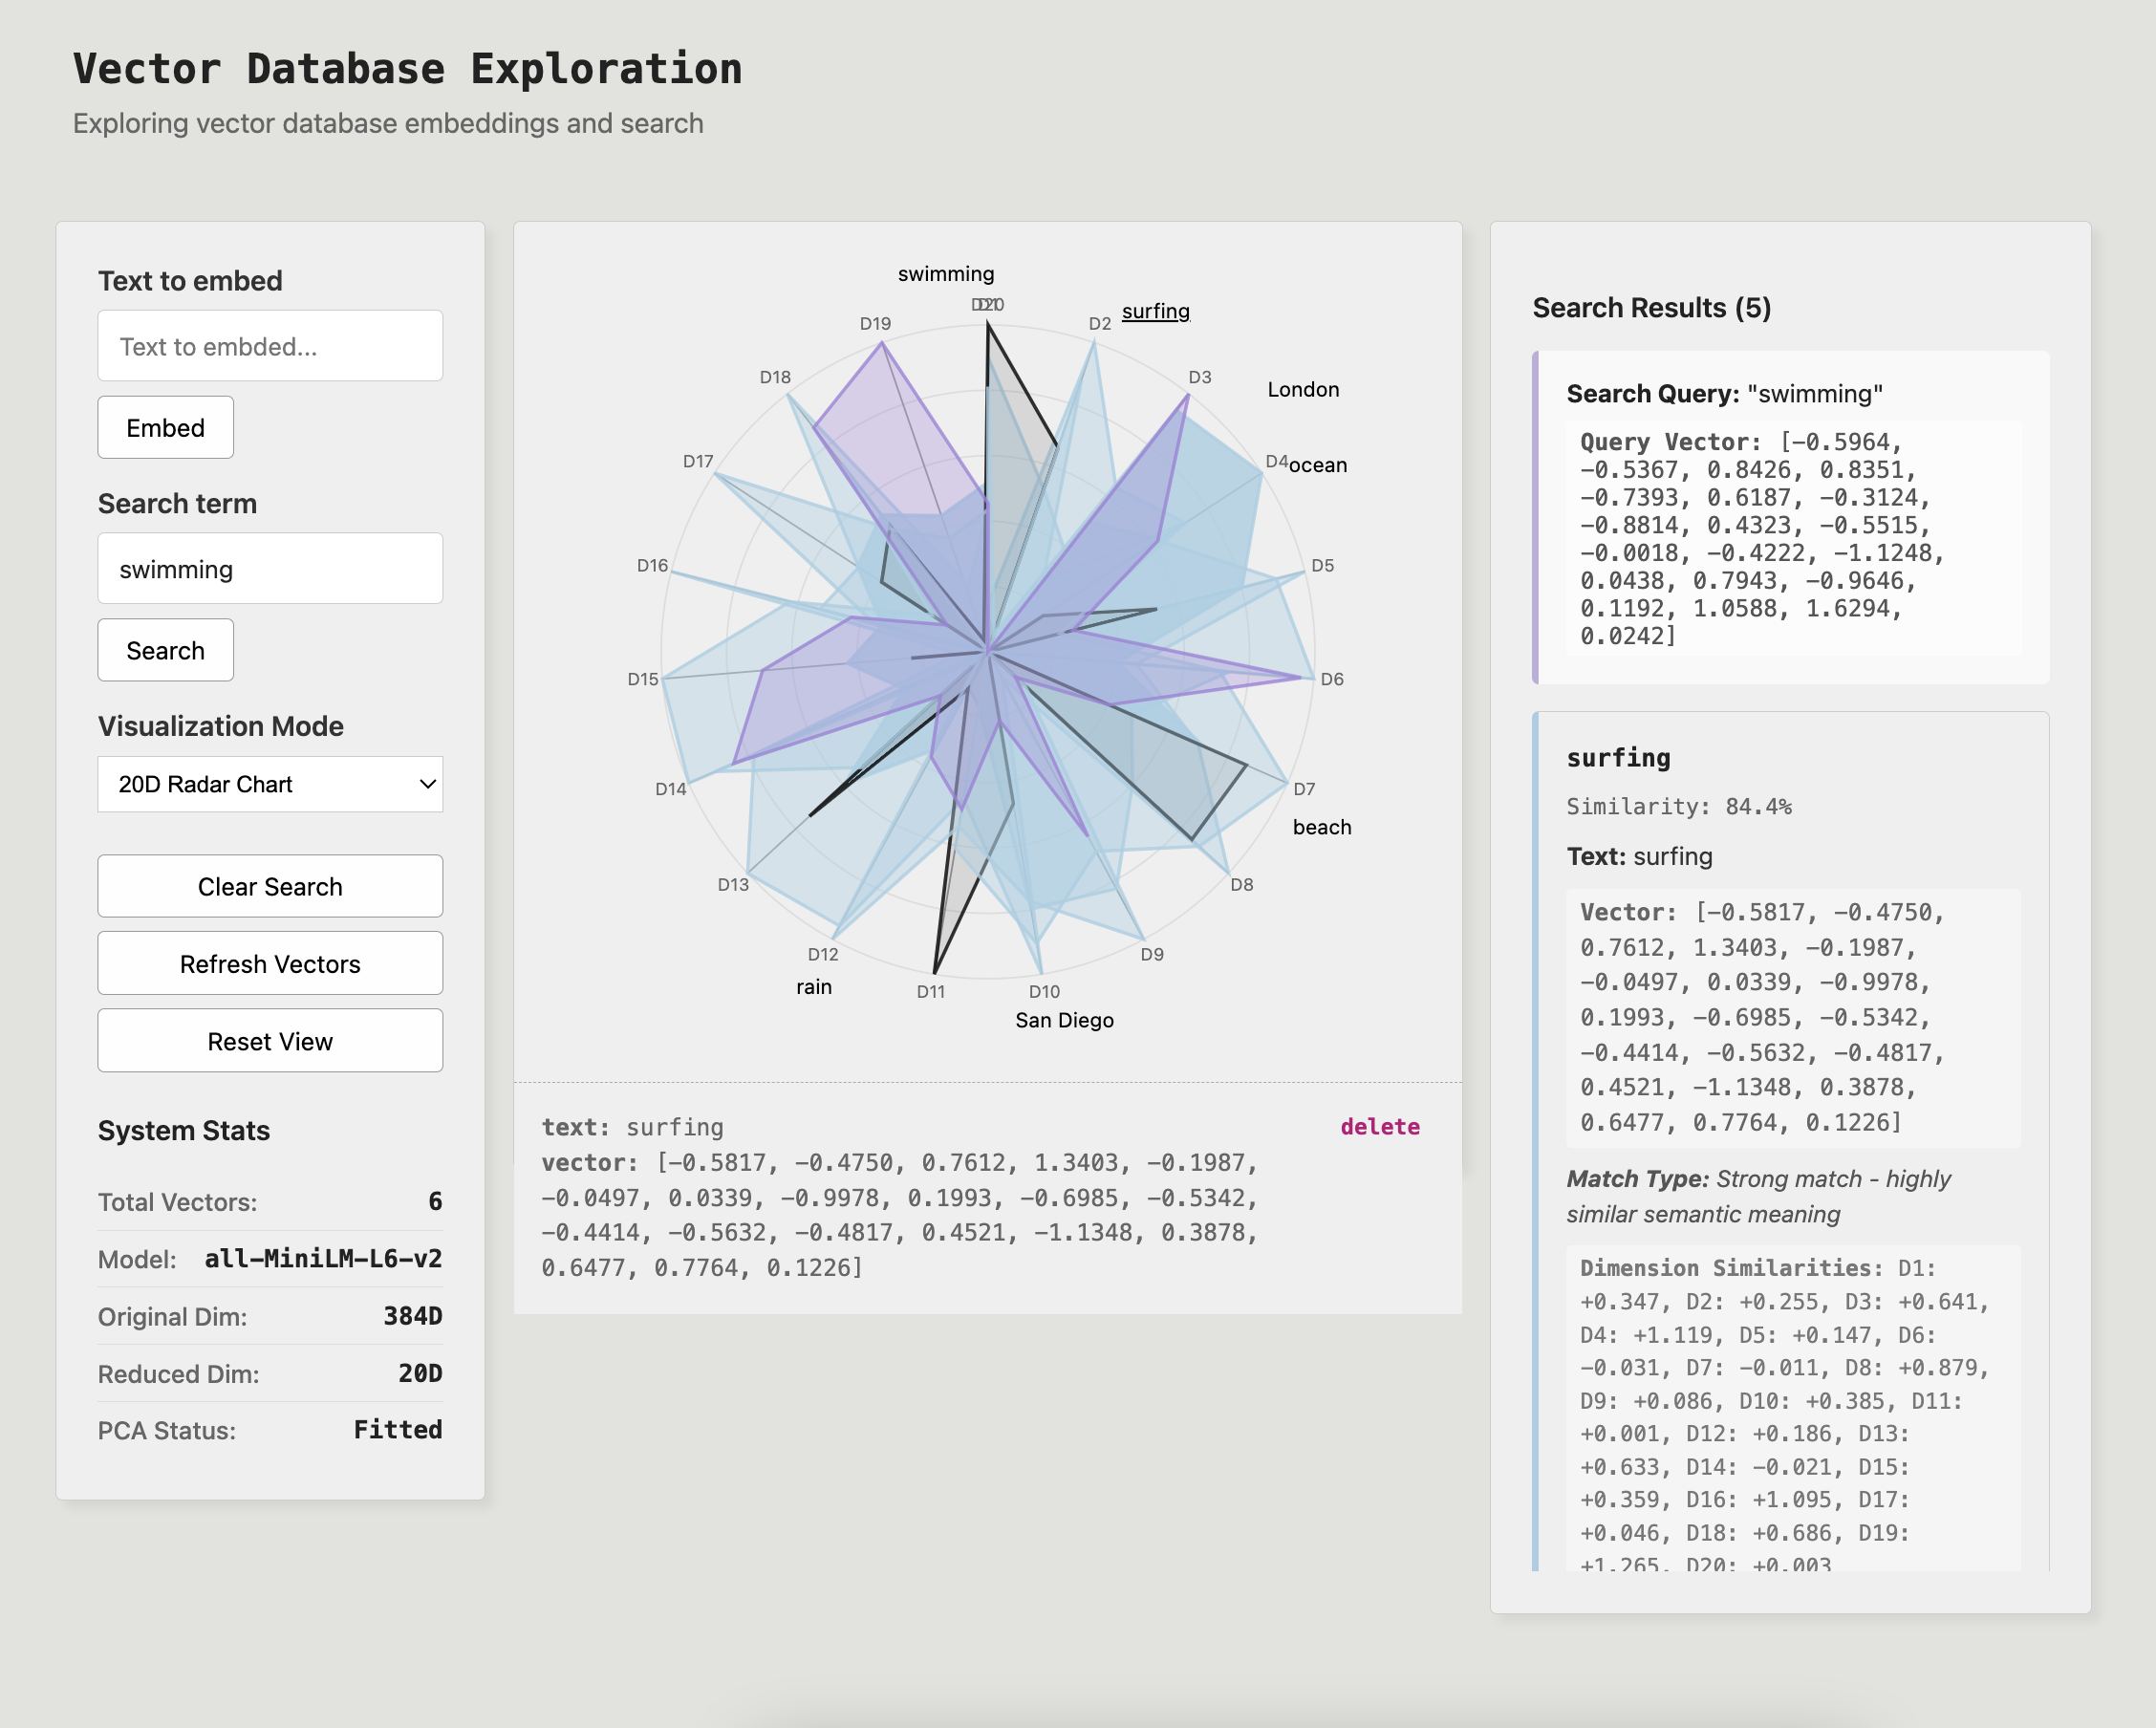 Vector Database Exploration
Exploring vector database embeddings and search
Text to embed
Text to embded...
Embed
Search term
swimming
Search
Visualization Mode
20D Radar Chart
Clear Search
Refresh Vectors
Reset View
System Stats
Total Vectors: 6
Model: all-MiniLM-L6-v2
Original Dim: 384D
Reduced Dim: 20D
PCA Status: Fitted
swimming
D20
surfing
D2
D19
D18
D3
London
D17
D4
ocean
D16
D5
D15
D6
D14
D7
beach
D13
D8
D12
D9
rain
D11
D10
San Diego
text: surfing
delete
vector: [-0.5817, -0.4750, 0.7612, 1.3403, -0.1987,
-0.0497, 0.0339, -0.9978, 0.1993, -0.6985, -0.5342,
-0.4414, -0.5632, -0.4817, 0.4521, -1.1348, 0.3878,
0.6477, 0.7764, 0.1226]
Search Results (5)
Search Query: "swimming"
Query Vector: [-0.5964,
-0.5367, 0.8426, 0.8351,
-0.7393, 0.6187, -0.3124,
-0.8814, 0.4323, -0.5515,
-0.0018, -0.4222, -1.1248,
0.0438, 0.7943, -0.9646,
0.1192, 1.0588, 1.6294,
0.0242]
surfing
Similarity: 84.4%
Text: surfing
Vector: [-0.5817, -0.4750,
0.7612, 1.3403, -0.1987,
-0.0497, 0.0339, -0.9978,
0.1993, -0.6985, -0.5342,
-0.4414, -0.5632, -0.4817,
0.4521, -1.1348, 0.3878,
0.6477, 0.7764, 0.1226]
Match Type: Strong match - highly
similar semantic meaning
Dimension Similarities: D1:
+0.347, D2: +0.255, D3: +0.641,
D4: +1.119, D5: +0.147, D6:
-0.031, D7: -0.011, D8: +0.879,
D9: +0.086, D10: +0.385, D11:
+0.001, D12: +0.186, D13:
+0.633, D14: -0.021, D15:
+0.359, D16: +1.095, D17:
+0.046, D18: +0.686, D19:
+1.265, D20: +0.003